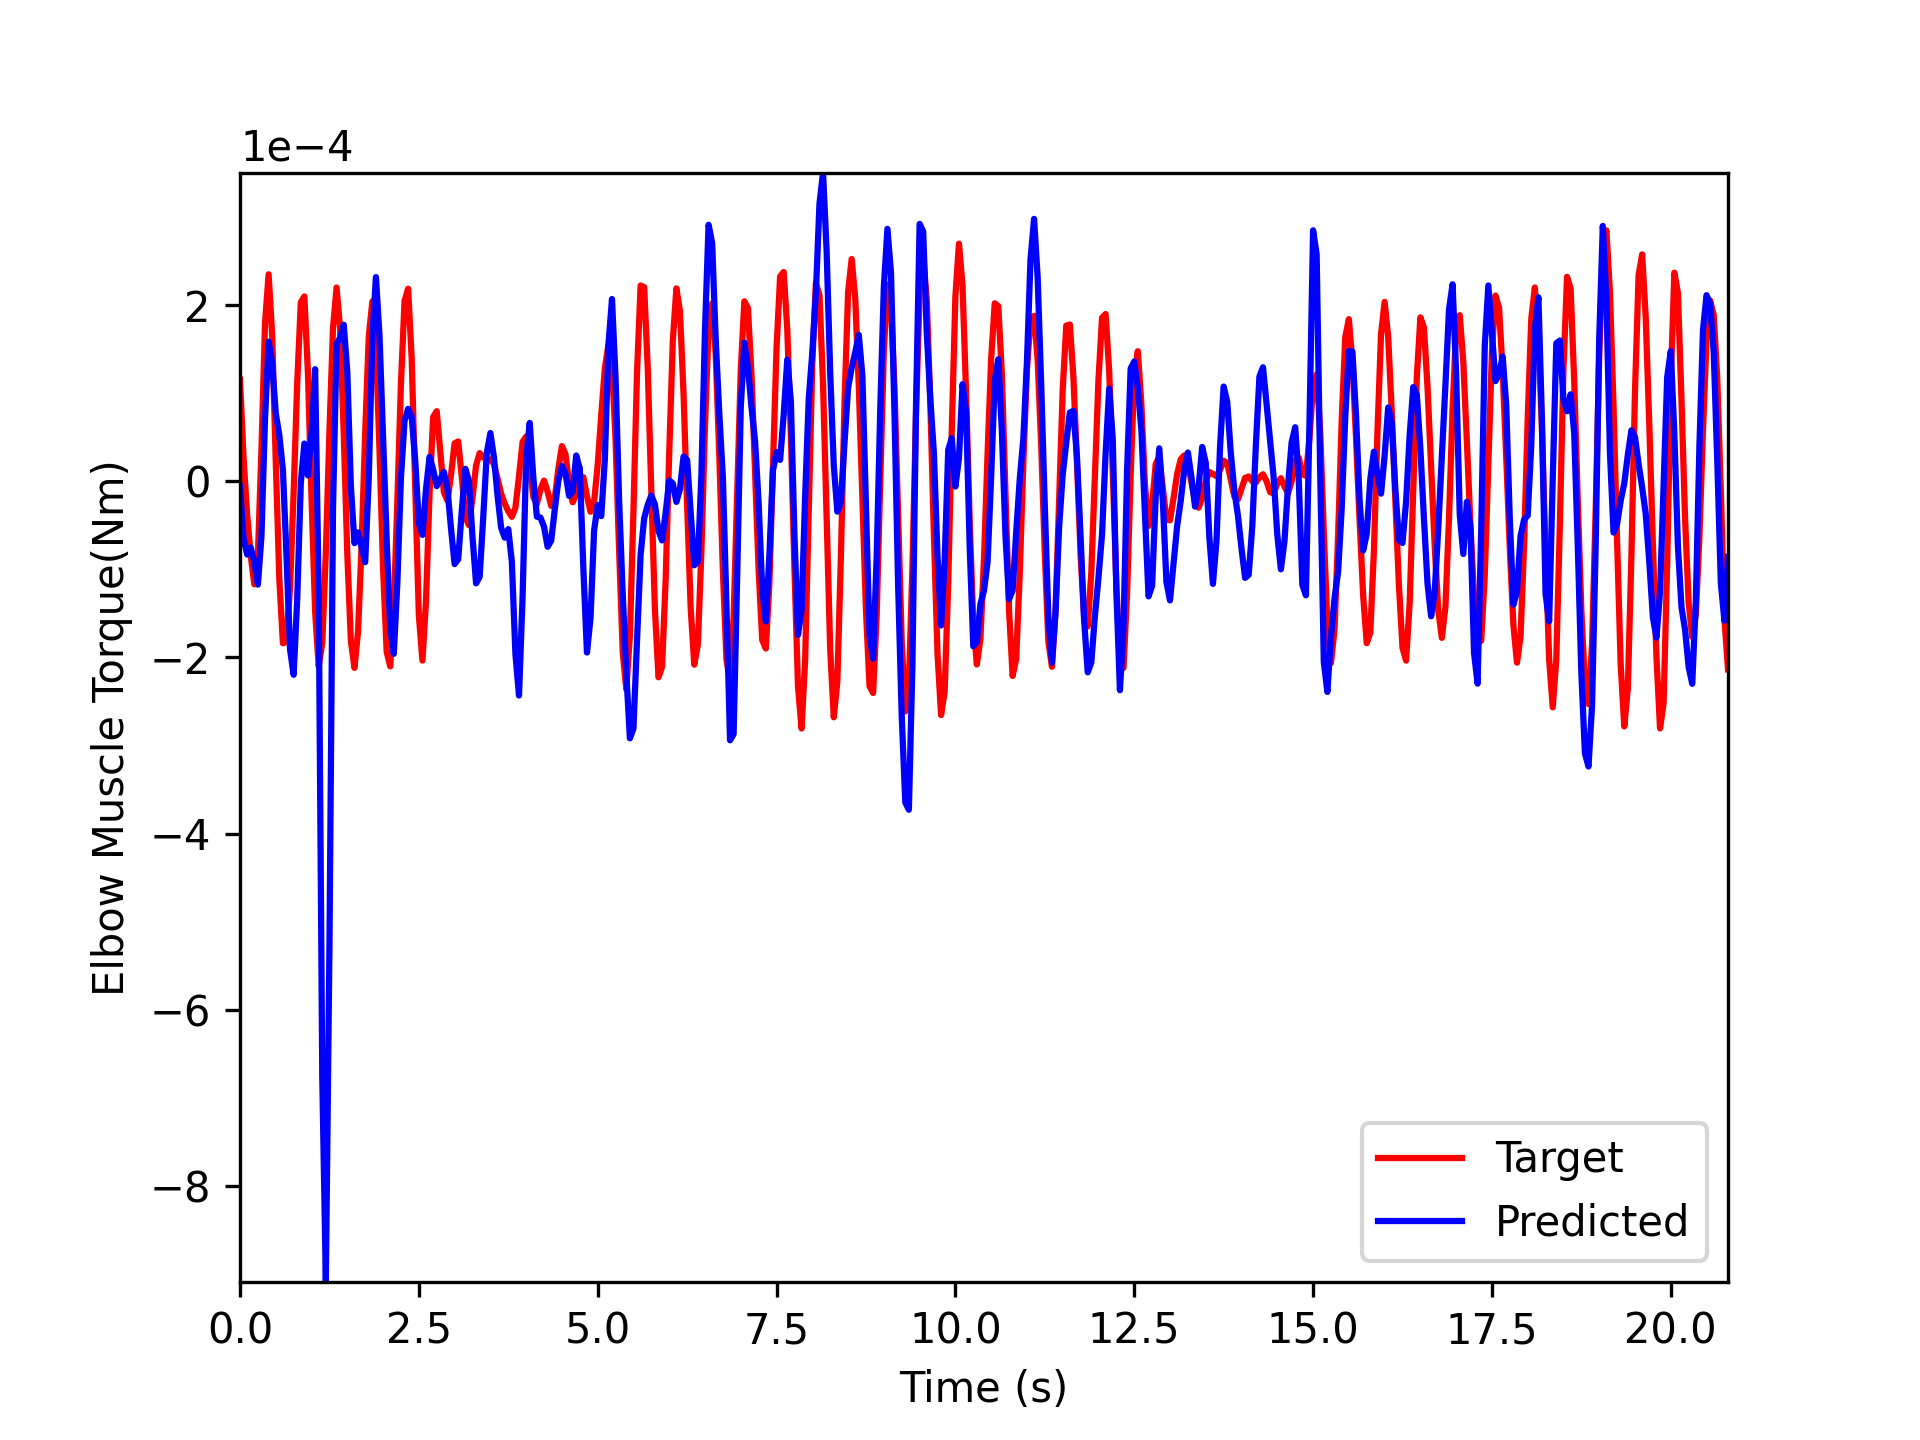 1e−4
2
0
−2
−4
−6
−8
Elbow Muscle Torque(Nm)
Target
Predicted
0.0 2.5 5.0 7.5 10.0 12.5 15.0 17.5 20.0
Time (s)